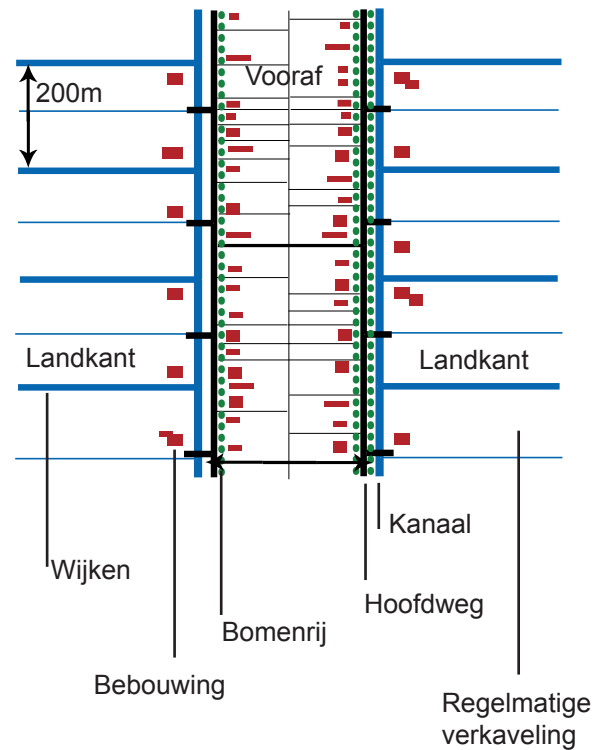 Vooraf
200m
Landkant
Landkant
Kanaal
Wijken
Hoofdweg
Bomenrij
Bebouwing
Regelmatige
verkaveling